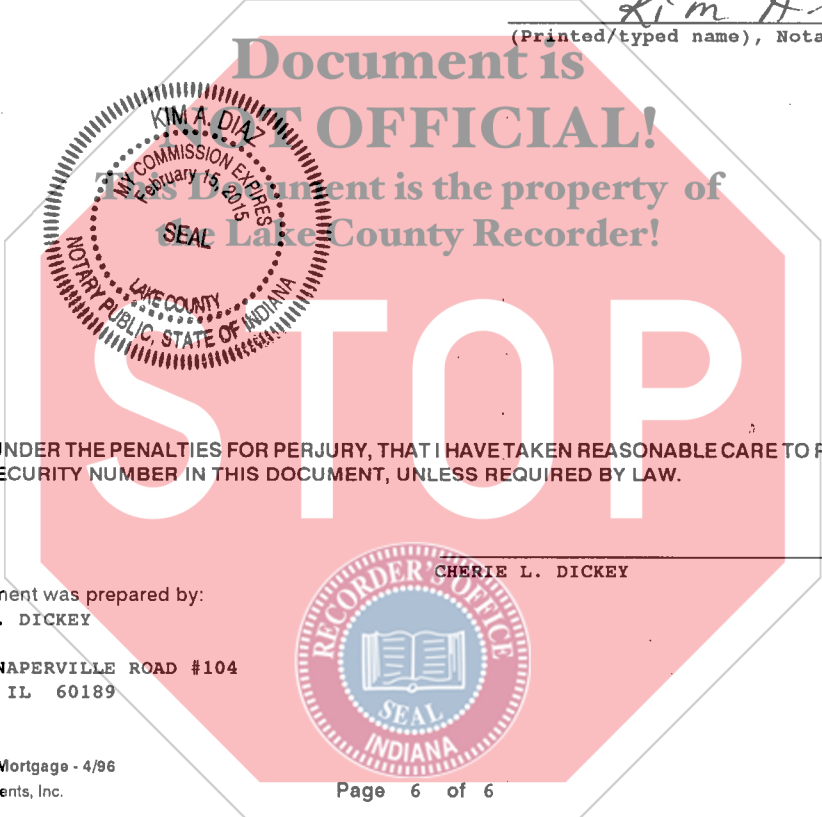 Kim A.
(Printed/typed name), Nota
Document is
NOT OFFICIAL!
This Document is the property of
the Lake County Recorder!
KIM A. DIAZ
MY COMMISSION EXPIRES
February 15, 2015
SEAL
LAKE COUNTY
NOTARY PUBLIC, STATE OF INDIANA
STOP
UNDER THE PENALTIES FOR PERJURY, THAT I HAVE TAKEN REASONABLE CARE TO
ECURITY NUMBER IN THIS DOCUMENT, UNLESS REQUIRED BY LAW.
CHERIE L. DICKEY
ment was prepared by:
. DICKEY
NAPERVILLE ROAD #104
IL 60189
RECORDER'S OFFICE
SEAL
INDIANA
Mortgage - 4/96
ents, Inc.
Page 6 of 6